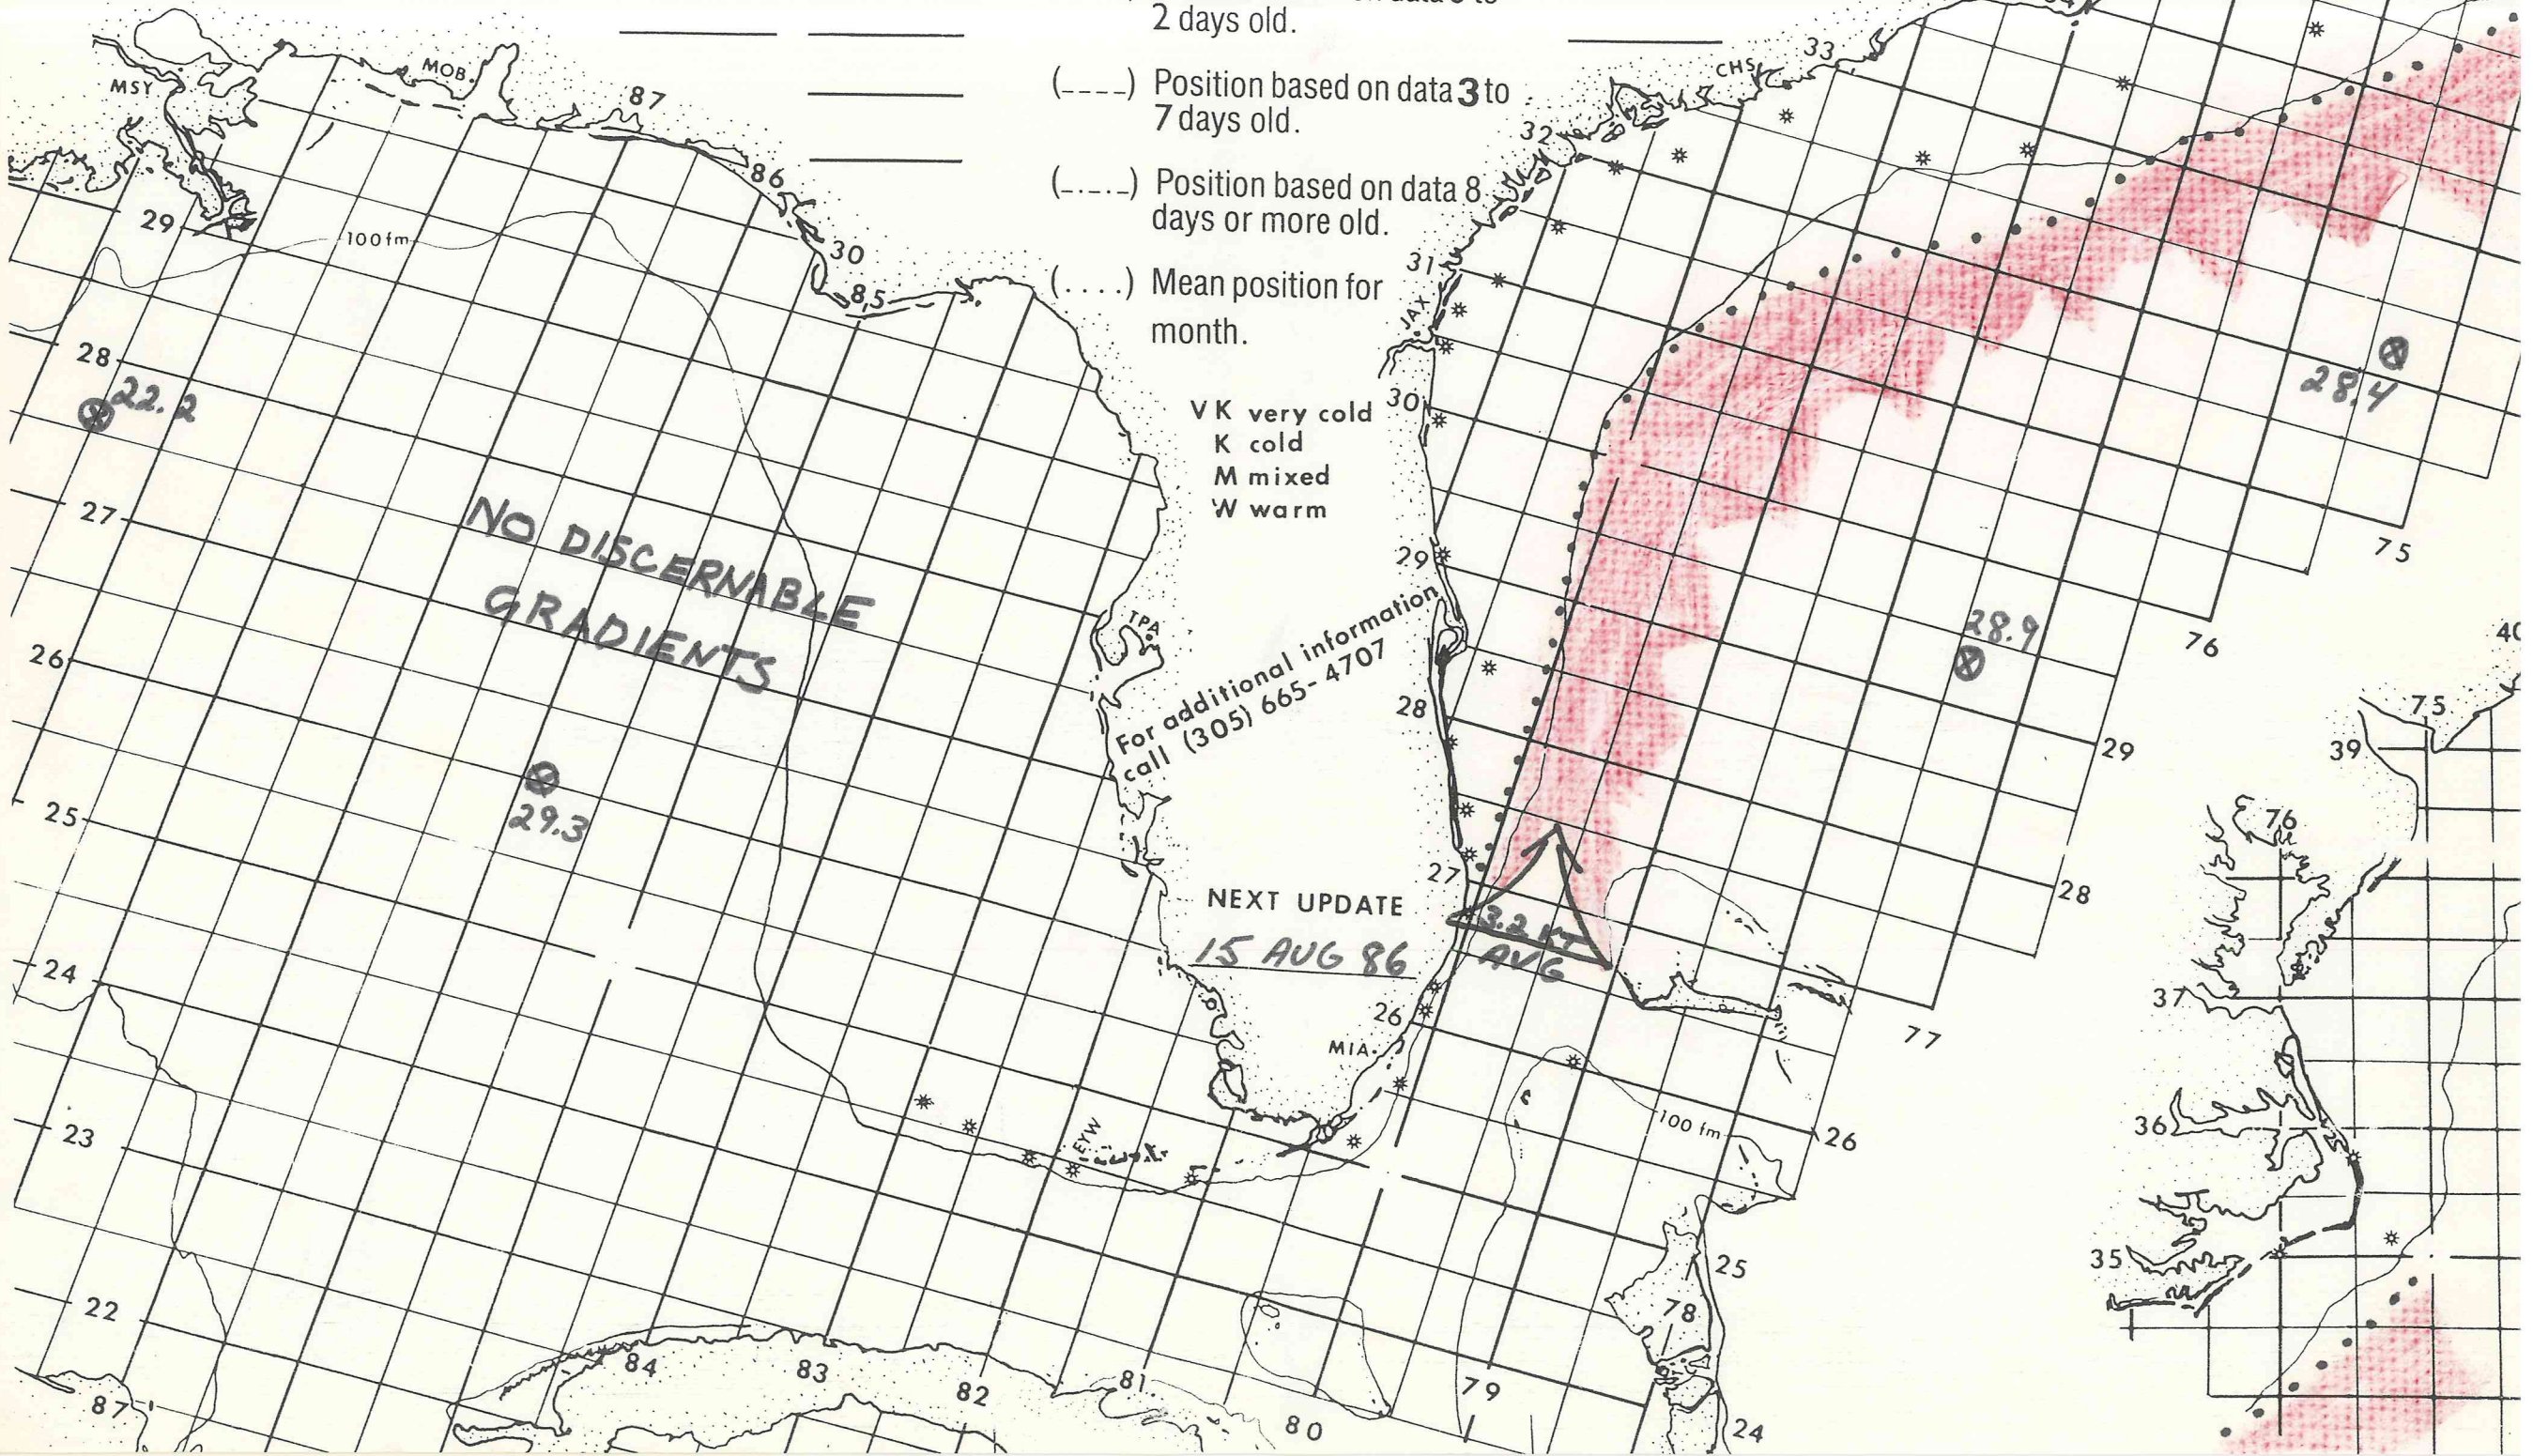 2 days old.
(----) Position based on data 3 to
7 days old.
(-.-.-) Position based on data 8
days or more old.
(....) Mean position for
month.
VK very cold
K cold
M mixed
W warm
For additional information
call (305) 665-4707
NEXT UPDATE
15 AUG 86
NO DISCERNABLE
GRADIENTS
22.2
29.3
28.9
28.4
3.2 KT
AVG
MSY
MOB.
87
86
30
85
29
100 fm
28
27
26
25
24
23
22
87
84
83
82
81
80
79
78
TPA
EYW
MIA.
JAX
CHS
33
32
31
30
29
28
27
26
100 fm
24
25
26
77
28
29
76
75
40
75
39
76
37
36
35